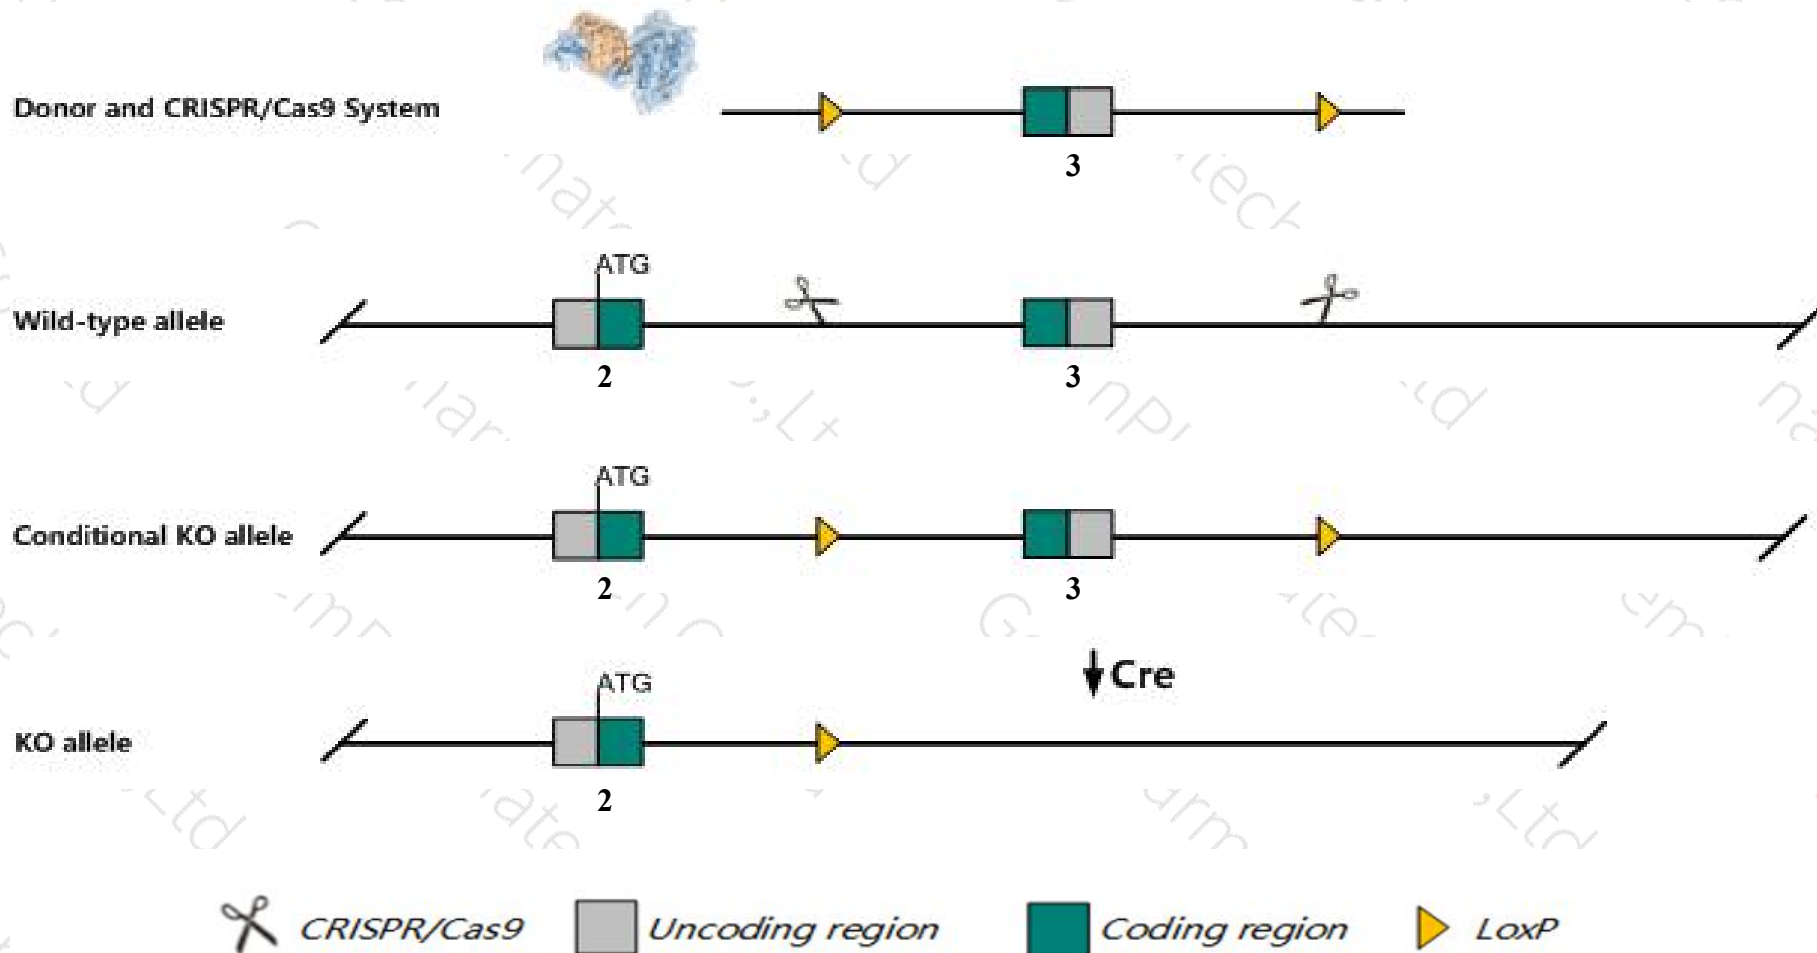 Donor and CRISPR/Cas9 System
3
ATG
Wild-type allele
2
3
ATG
Conditional KO allele
2
3
Cre
ATG
KO allele
2
CRISPR/Cas9
Uncoding region
Coding region
LoxP